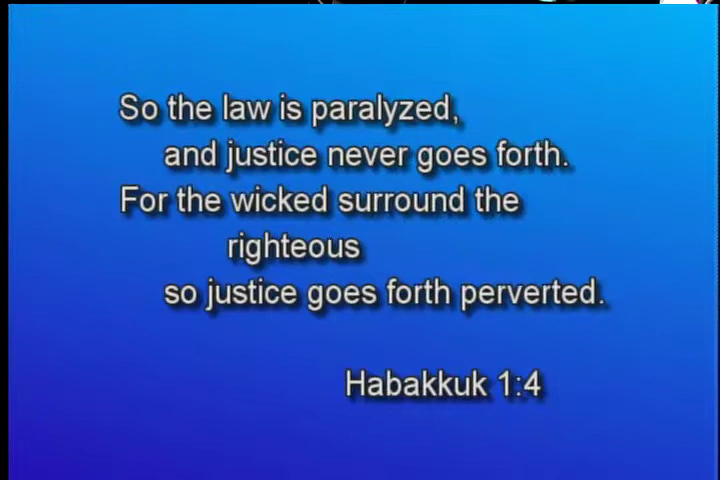 So the law is paralyzed,
and justice never goes forth.
For the wicked surround the
righteous
so justice goes forth perverted.
Habakkuk 1:4